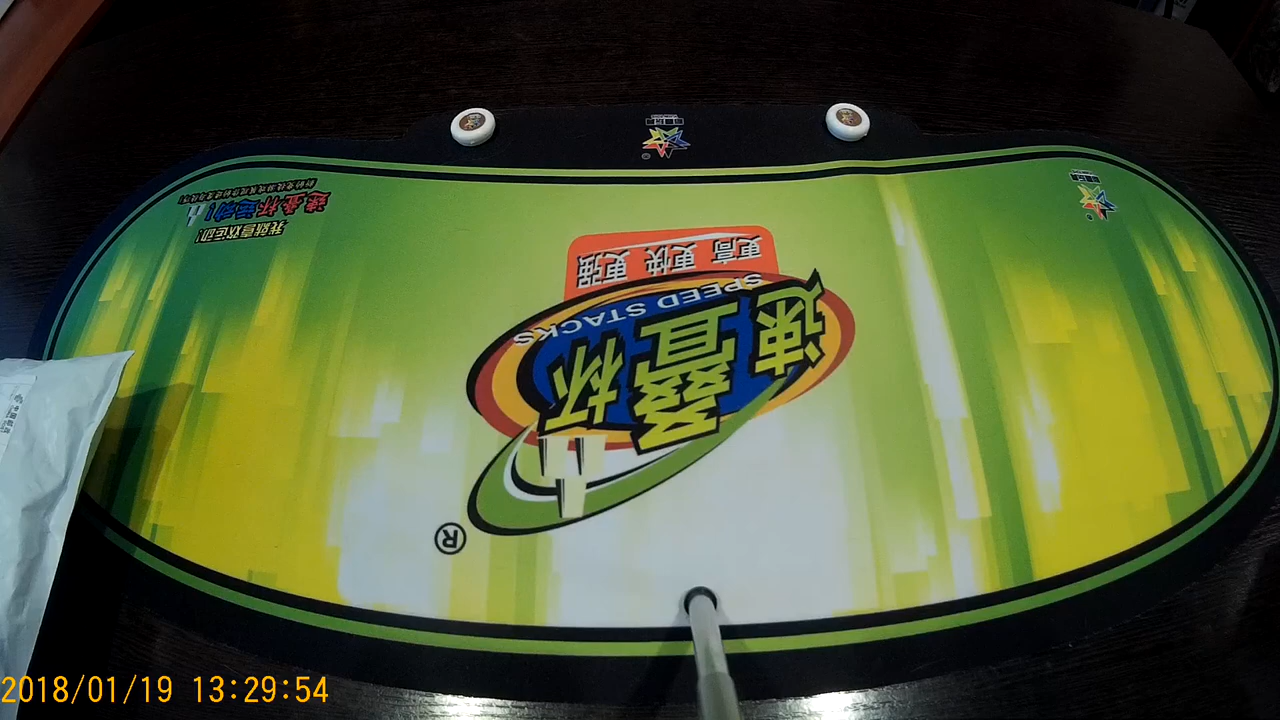 ®
速叠杯
SPEED STACKS
更高 更快 更强
我就喜欢运动!
速叠杯运动!
2018/01/19 13:29:54